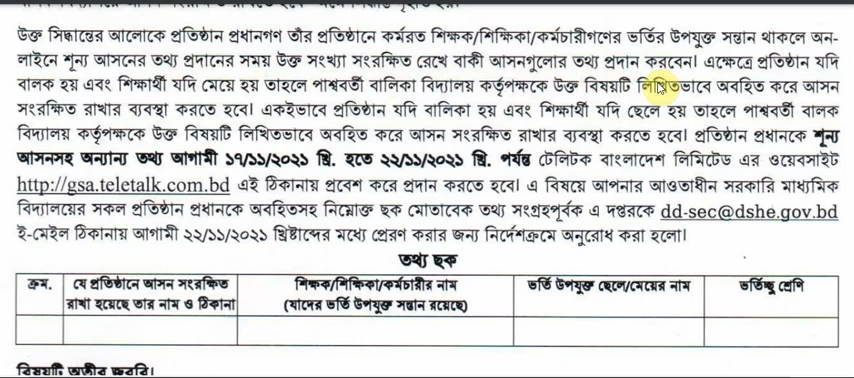 উক্ত সিদ্ধান্তের আলোকে প্রতিষ্ঠান প্রধানগণ তাঁর প্রতিষ্ঠানে কর্মরত শিক্ষক/শিক্ষিকা/কর্মচারীগণের ভর্তির উপযুক্ত সন্তান থাকলে অন-
লাইনে শূন্য আসনের তথ্য প্রদানের সময় উক্ত সংখ্যা সংরক্ষিত রেখে বাকী আসনগুলোর তথ্য প্রদান করবেন। এক্ষেত্রে প্রতিষ্ঠান যদি
বালক হয় এবং শিক্ষার্থী যদি মেয়ে হয় তাহলে পাশ্ববর্তী বালিকা বিদ্যালয় কর্তৃপক্ষকে উক্ত বিষয়টি লিখিতভাবে অবহিত করে আসন
সংরক্ষিত রাখার ব্যবস্থা করতে হবে। একইভাবে প্রতিষ্ঠান যদি বালিকা হয় এবং শিক্ষার্থী যদি ছেলে হয় তাহলে পাশ্ববর্তী বালক
বিদ্যালয় কর্তৃপক্ষকে উক্ত বিষয়টি লিখিতভাবে অবহিত করে আসন সংরক্ষিত রাখার ব্যবস্থা করতে হবে। প্রতিষ্ঠান প্রধানকে শূন্য
আসনসহ অন্যান্য তথ্য আগামী ১৭/১১/২০২১ খ্রি. হতে ২২/১১/২০২১ খ্রি. পর্যন্ত টেলিটক বাংলাদেশ লিমিটেড এর ওয়েবসাইট
http://gsa.teletalk.com.bd এই ঠিকানায় প্রবেশ করে প্রদান করতে হবে। এ বিষয়ে আপনার আওতাধীন সরকারি মাধ্যমিক
বিদ্যালয়ের সকল প্রতিষ্ঠান প্রধানকে অবহিতসহ নিম্নোক্ত ছক মোতাবেক তথ্য সংগ্রহপূর্বক এ দপ্তরকে dd-sec@dshe.gov.bd
ই-মেইল ঠিকানায় আগামী ২২/১১/২০২১ খ্রিষ্টাব্দের মধ্যে প্রেরণ করার জন্য নির্দেশক্রমে অনুরোধ করা হলো।
তথ্য ছক
ক্রম. যে প্রতিষ্ঠানে আসন সংরক্ষিত রাখা হয়েছে তার নাম ও ঠিকানা
শিক্ষক/শিক্ষিকা/কর্মচারীর নাম
(যাদের ভর্তি উপযুক্ত সন্তান রয়েছে)
ভর্তি উপযুক্ত ছেলে/মেয়ের নাম
ভর্তিচ্ছু শ্রেণি
বিষয়টি অতীব জরুরি।